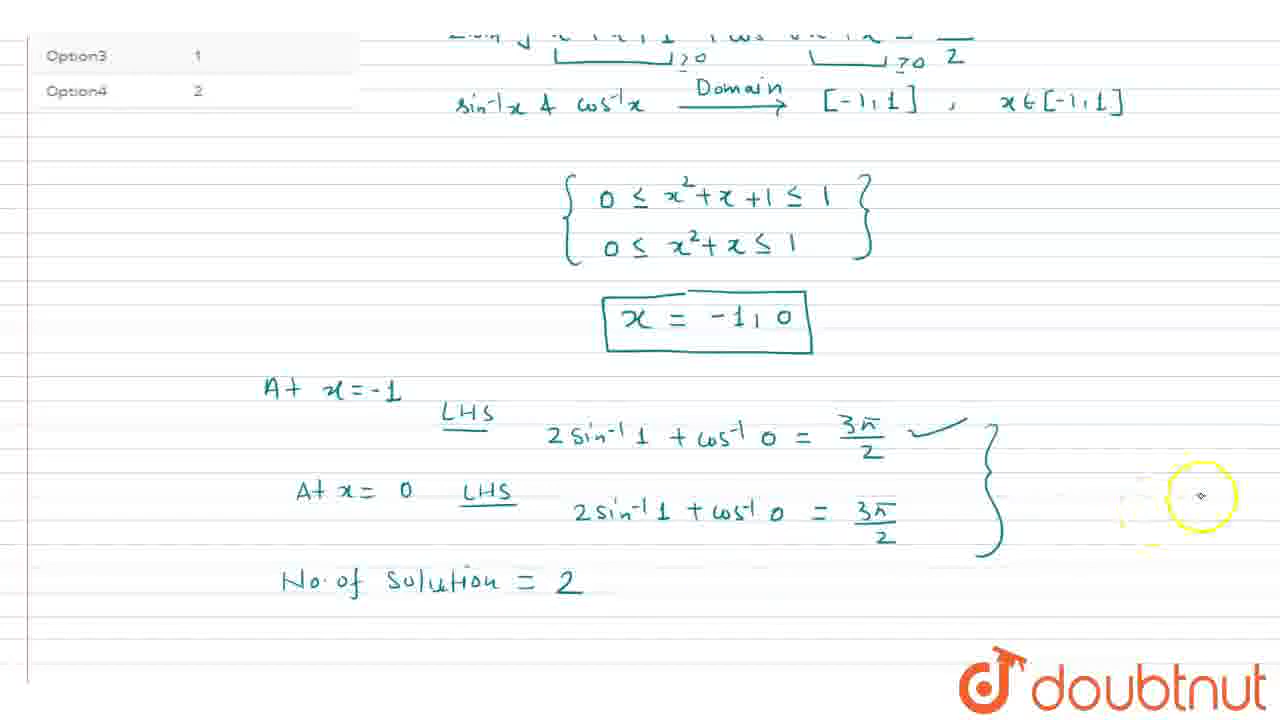 Option3 1
2
≥0 ≥0
Option4 2
sin⁻¹x & cos⁻¹x Domain → [-1, 1] , x ∈ [-1, 1]
0 ≤ x² + x + 1 ≤ 1
0 ≤ x² + x ≤ 1
x = -1, 0
At x = -1
LHS
2 sin⁻¹ 1 + cos⁻¹ 0 = 3π/2 ✓
At x = 0 LHS
2 sin⁻¹ 1 + cos⁻¹ 0 = 3π/2
No. of Solution = 2
doubtnut